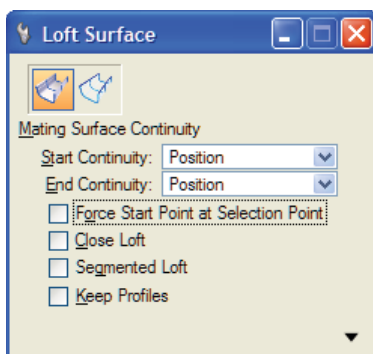 Loft Surface
Mating Surface Continuity
Start Continuity: Position
End Continuity: Position
Force Start Point at Selection Point
Close Loft
Segmented Loft
Keep Profiles